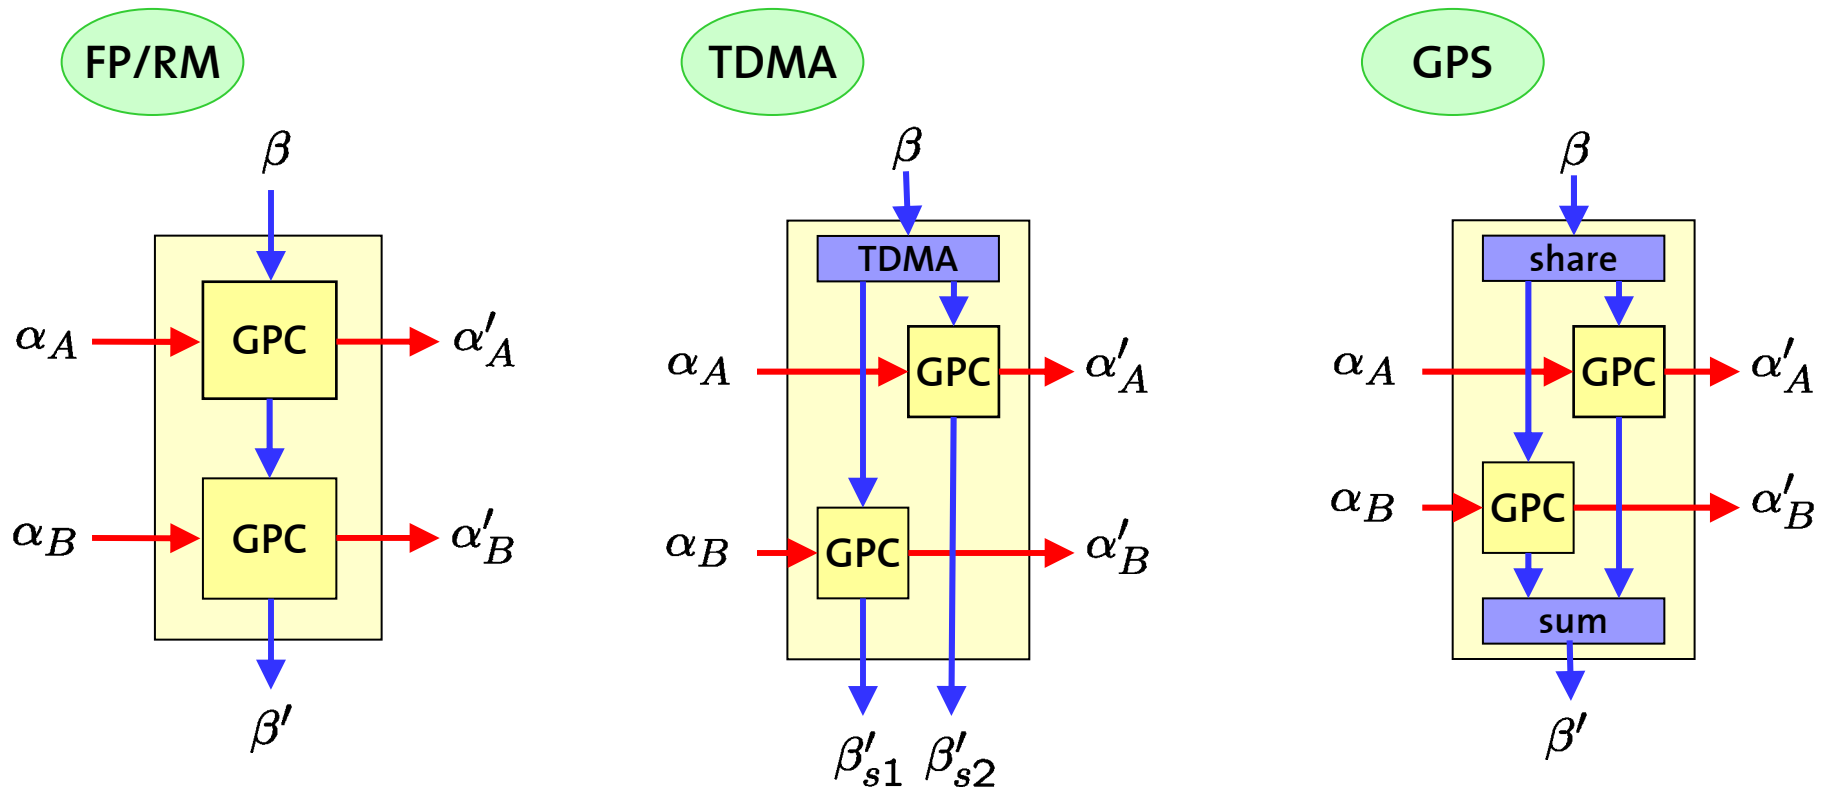 FP/RM
β
GPC
α_A
α′_A
GPC
α_B
α′_B
β′
TDMA
β
TDMA
α_A
GPC
α′_A
α_B
GPC
α′_B
β′_s1
β′_s2
GPS
β
share
α_A
GPC
α′_A
α_B
GPC
α′_B
sum
β′